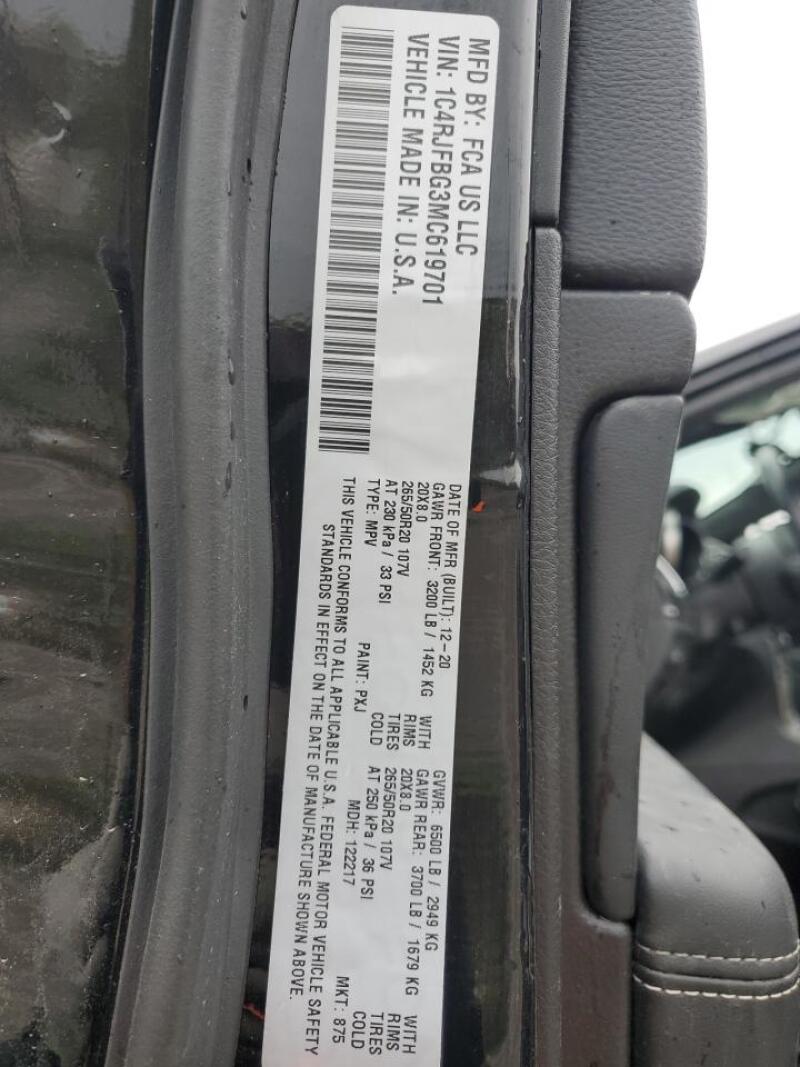 MFD BY: FCA US LLC
VIN: 1C4RJFBG3MC619701
VEHICLE MADE IN: U.S.A.
DATE OF MFR (BUILT): 12-20 GVWR: 6500 LB / 2949 KG
GAWR FRONT: 3200 LB / 1452 KG WITH GAWR REAR: 3700 LB / 1679 KG WITH
20X8.0 RIMS 20X8.0 RIMS
265/50R20 107V TIRES 265/50R20 107V TIRES
AT 230 kPa / 33 PSI COLD AT 250 kPa / 36 PSI COLD
TYPE: MPV PAINT: PXJ MDH: 122217 MKT: 875
THIS VEHICLE CONFORMS TO ALL APPLICABLE U.S.A. FEDERAL MOTOR VEHICLE SAFETY
STANDARDS IN EFFECT ON THE DATE OF MANUFACTURE SHOWN ABOVE.